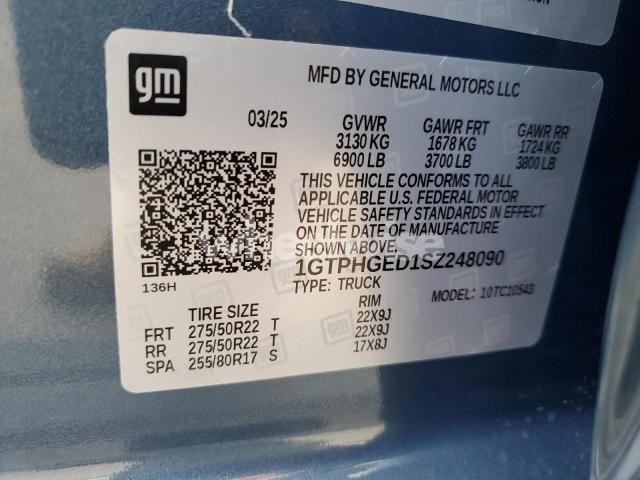 gm
MFD BY GENERAL MOTORS LLC
03/25 GVWR GAWR FRT GAWR RR
3130 KG 1678 KG 1724 KG
6900 LB 3700 LB 3800 LB
THIS VEHICLE CONFORMS TO ALL
APPLICABLE U.S. FEDERAL MOTOR
VEHICLE SAFETY STANDARDS IN EFFECT
ON THE DATE OF MANUFACTURE
SHOWN ABOVE.
1GTPHGED1SZ248090
136H TYPE: TRUCK MODEL: 10TC10543
TIRE SIZE RIM
FRT 275/50R22 T 22X9J
RR 275/50R22 T 22X9J
SPA 255/80R17 S 17X8J